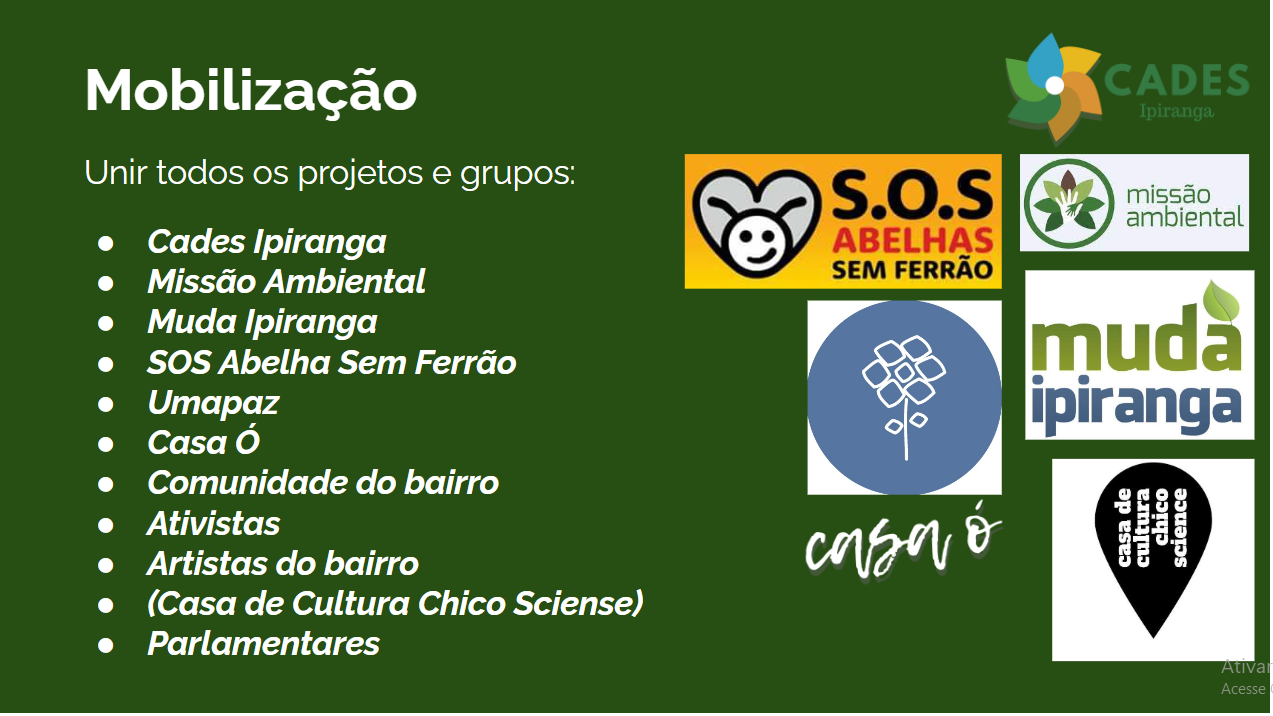 Mobilização
Unir todos os projetos e grupos:
● Cades Ipiranga
● Missão Ambiental
● Muda Ipiranga
● SOS Abelha Sem Ferrão
● Umapaz
● Casa Ó
● Comunidade do bairro
● Ativistas
● Artistas do bairro
● (Casa de Cultura Chico Sciense)
● Parlamentares
CADES
Ipiranga
S.O.S
ABELHAS
SEM FERRÃO
missão
ambiental
muda
ipiranga
casa ó
casa de
cultura
chico
science
Acesse